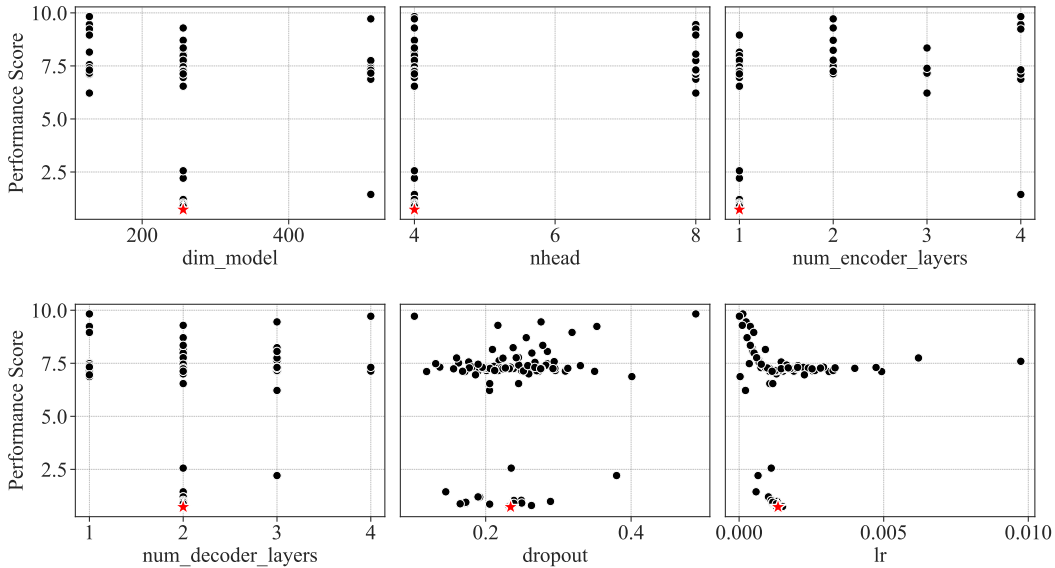 10.0
7.5
5.0
2.5
Performance Score
200 400
dim_model
4 6 8
nhead
1 2 3 4
num_encoder_layers
10.0
7.5
5.0
2.5
Performance Score
1 2 3 4
num_decoder_layers
0.2 0.4
dropout
0.000 0.005 0.010
lr